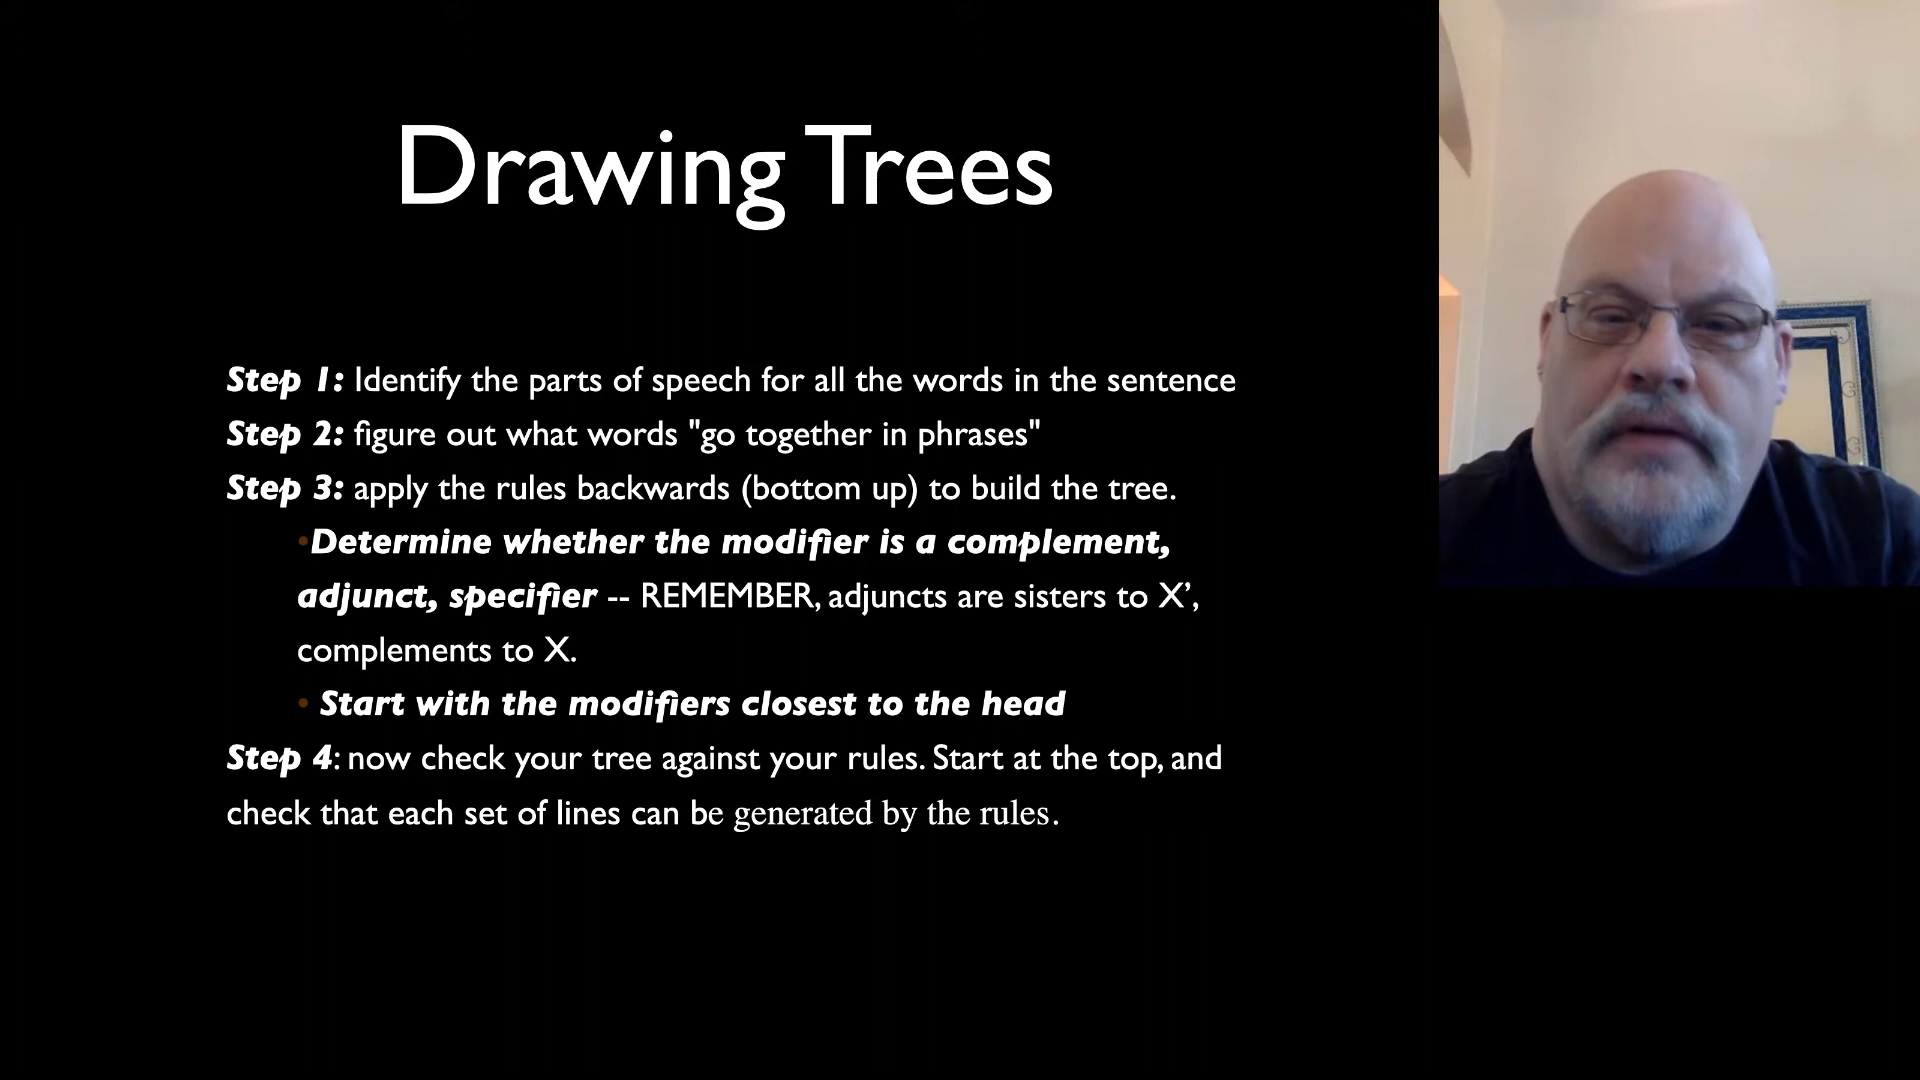 Drawing Trees
Step 1: Identify the parts of speech for all the words in the sentence
Step 2: figure out what words "go together in phrases"
Step 3: apply the rules backwards (bottom up) to build the tree.
•Determine whether the modifier is a complement,
adjunct, specifier -- REMEMBER, adjuncts are sisters to X’,
complements to X.
• Start with the modifiers closest to the head
Step 4: now check your tree against your rules. Start at the top, and
check that each set of lines can be generated by the rules.